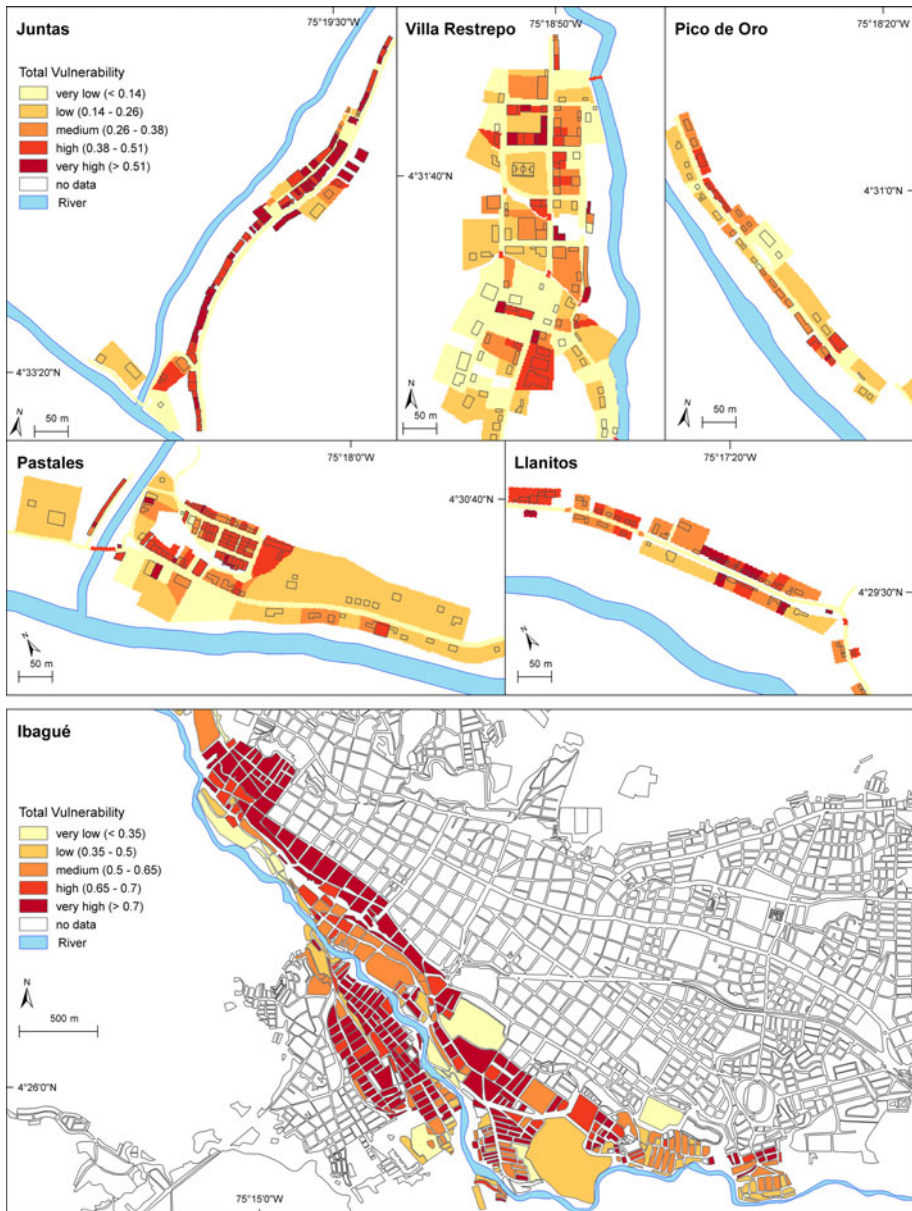 Juntas
75°19'30"W
Total Vulnerability
very low (< 0.14)
low (0.14 - 0.26)
medium (0.26 - 0.38)
high (0.38 - 0.51)
very high (> 0.51)
no data
River
4°33'20"N
N
50 m
Villa Restrepo
75°18'50"W
4°31'40"N
N
50 m
Pico de Oro
75°18'20"W
4°31'0"N
N
50 m
Pastales
75°18'0"W
N
50 m
Llanitos
75°17'20"W
4°30'40"N
4°29'30"N
N
50 m
Ibagué
Total Vulnerability
very low (< 0.35)
low (0.35 - 0.5)
medium (0.5 - 0.65)
high (0.65 - 0.7)
very high (> 0.7)
no data
River
N
500 m
4°26'0"N
75°15'0"W